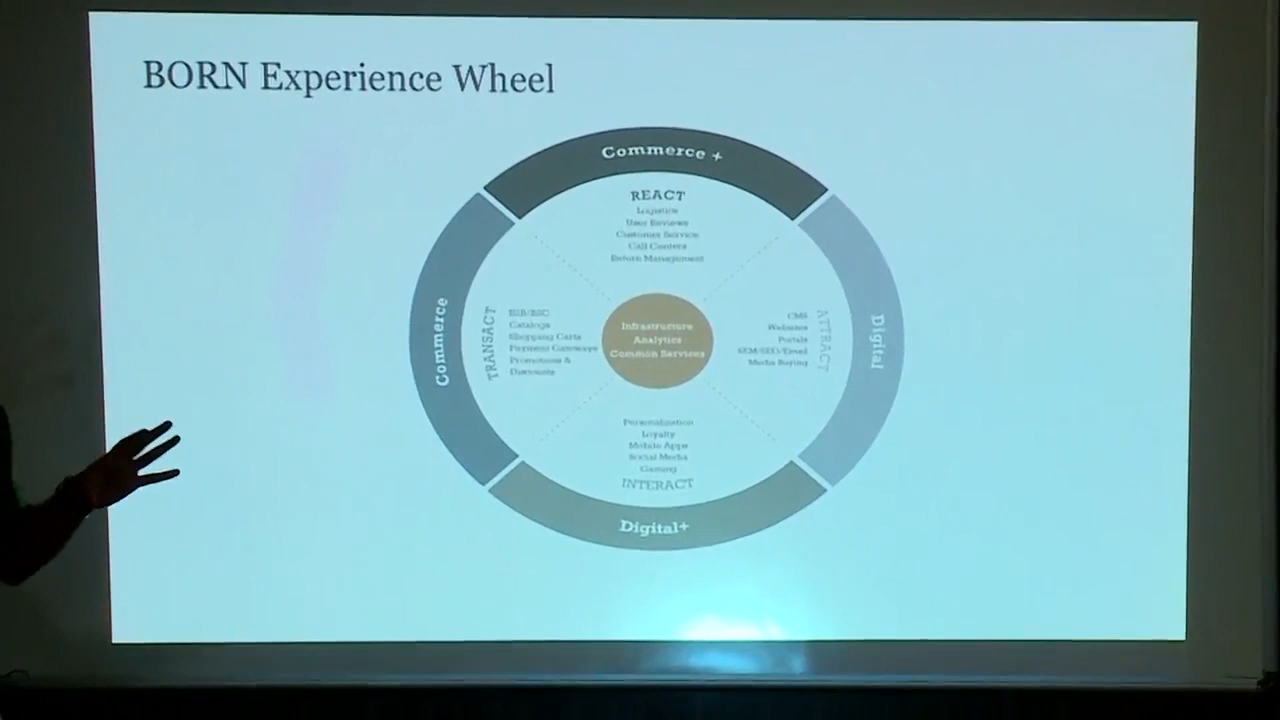 BORN Experience Wheel
Commerce +
REACT
Logistics
User Reviews
Customer Service
Call Centers
Return Management
Commerce
TRANSACT
B2B/B2C
Catalogs
Shopping Carts
Payment Gateways
Promotions &
Discounts
Infrastructure
Analytics
Common Services
CMS
Websites
Portals
SEM/SEO/Email
Media Buying
ATTRACT
Digital
Personalization
Loyalty
Mobile Apps
Social Media
Gaming
INTERACT
Digital+